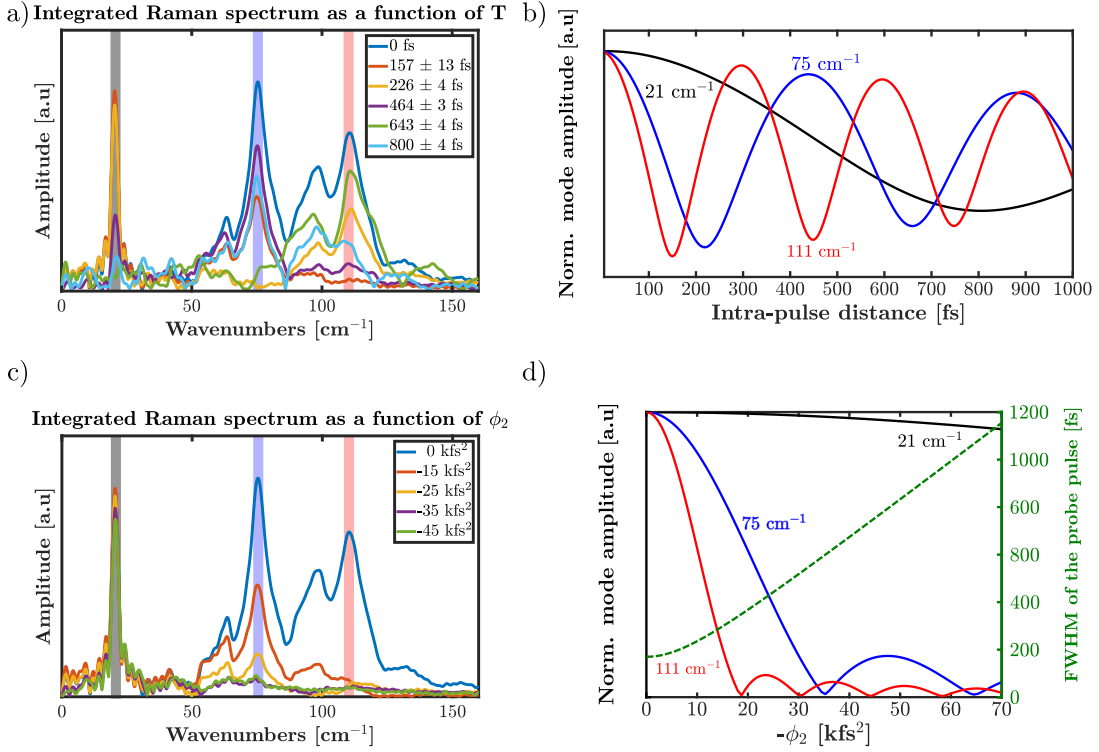 a)
Integrated Raman spectrum as a function of T
Amplitude [a.u]
0 fs
157 ± 13 fs
226 ± 4 fs
464 ± 3 fs
643 ± 4 fs
800 ± 4 fs
0 50 100 150
Wavenumbers [cm⁻¹]
b)
Norm. mode amplitude [a.u]
21 cm⁻¹
75 cm⁻¹
111 cm⁻¹
100 200 300 400 500 600 700 800 900 1000
Intra-pulse distance [fs]
c)
Integrated Raman spectrum as a function of ϕ₂
Amplitude [a.u]
0 kfs²
-15 kfs²
-25 kfs²
-35 kfs²
-45 kfs²
0 50 100 150
Wavenumbers [cm⁻¹]
d)
Norm. mode amplitude [a.u]
21 cm⁻¹
75 cm⁻¹
111 cm⁻¹
1200
1000
600
800
400
200
0
FWHM of the probe pulse [fs]
0 10 20 30 40 50 60 70
-ϕ₂ [kfs²]